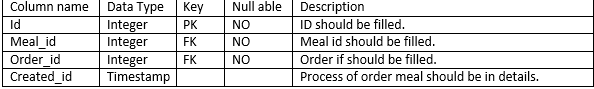 Column name Data Type Key Null able Description
Id Integer PK NO ID should be filled.
Meal_id Integer FK NO Meal id should be filled.
Order_id Integer FK NO Order if should be filled.
Created_id Timestamp Process of order meal should be in details.